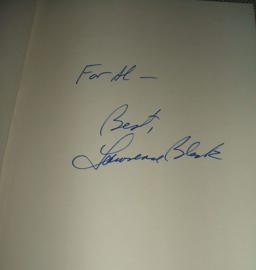 For Al —
Best,
Lawrence Block